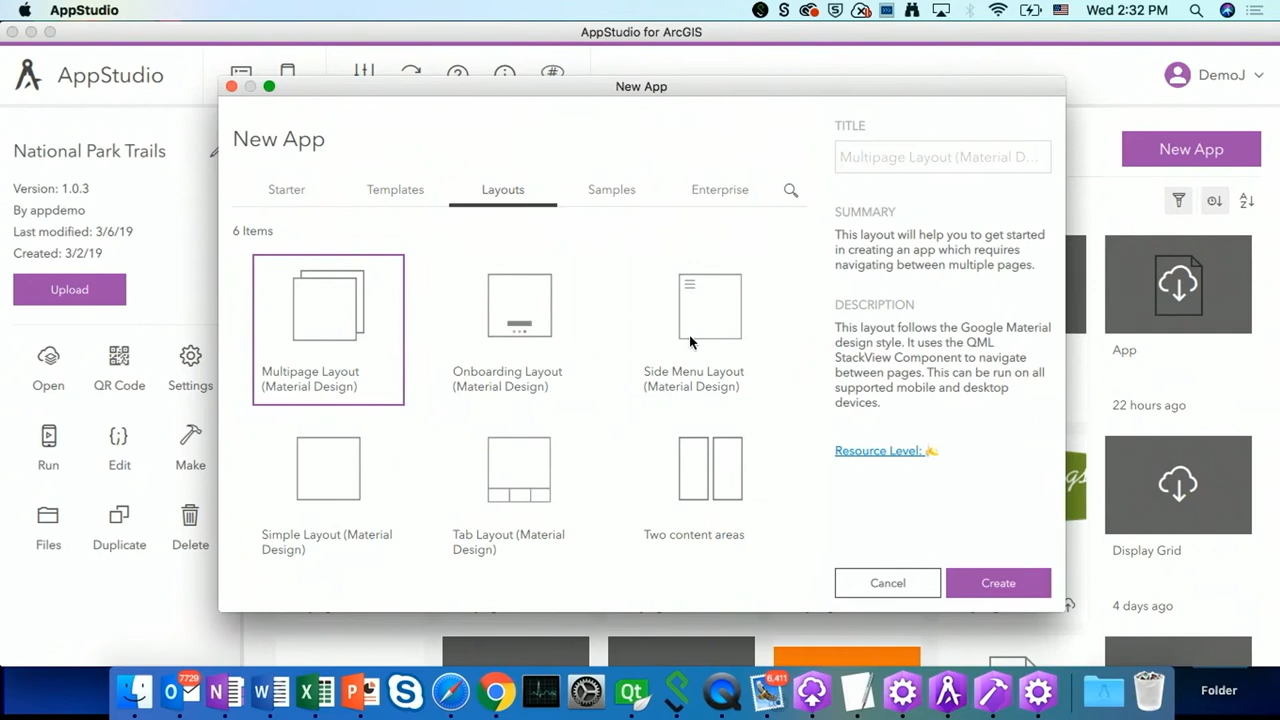 AppStudio
Wed 2:32 PM
AppStudio for ArcGIS
AppStudio
DemoJ
New App
National Park Trails
Version: 1.0.3
By appdemo
Last modified: 3/6/19
Created: 3/2/19
Upload
Open
QR Code
Settings
Run
Edit
Make
Files
Duplicate
Delete
New App
Starter
Templates
Layouts
Samples
Enterprise
6 Items
Multipage Layout
(Material Design)
Onboarding Layout
(Material Design)
Side Menu Layout
(Material Design)
Simple Layout (Material
Design)
Tab Layout (Material
Design)
Two content areas
TITLE
Multipage Layout (Material D...
SUMMARY
This layout will help you to get started
in creating an app which requires
navigating between multiple pages.
DESCRIPTION
This layout follows the Google Material
design style. It uses the QML
StackView Component to navigate
between pages. This can be run on all
supported mobile and desktop
devices.
Resource Level:
Cancel
Create
New App
App
22 hours ago
Display Grid
4 days ago
7729
6,411
Qt
Folder